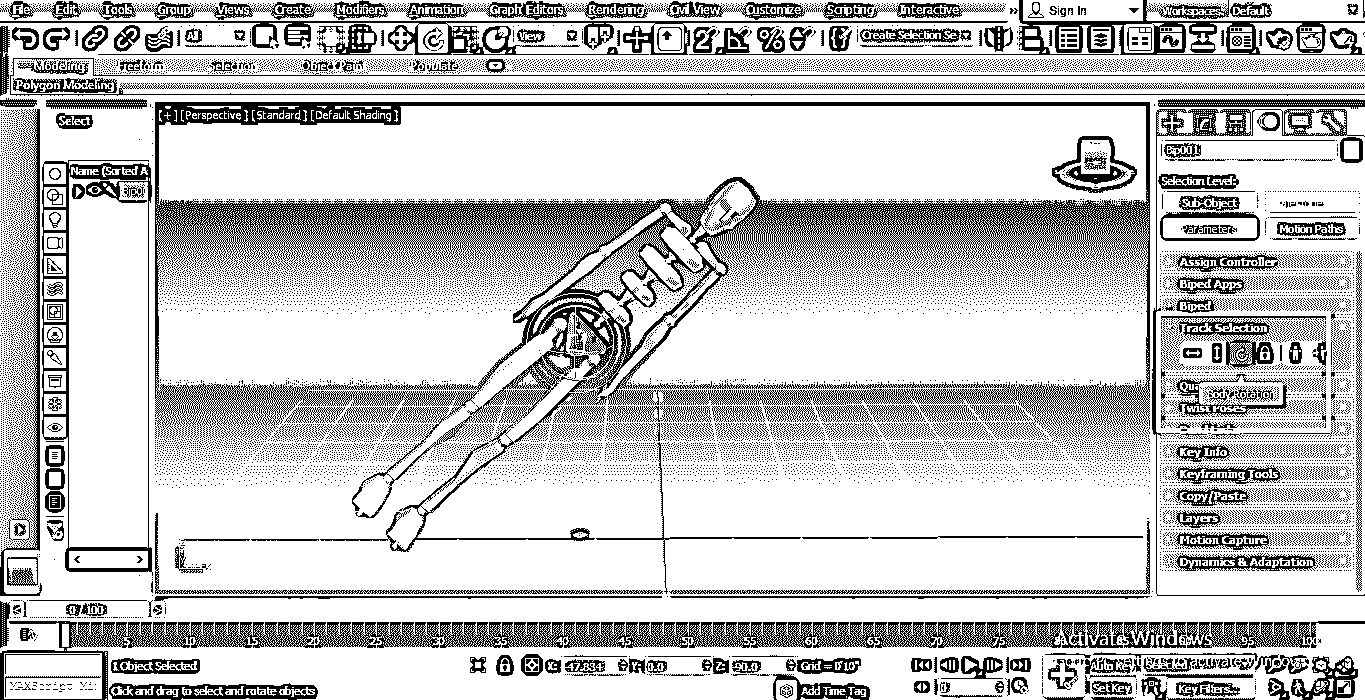 File Edit Tools Group Views Create Modifiers Animation Graph Editors Rendering Civil View Customize Scripting Interactive » Sign In Workspaces: Default
All View Create Selection Se
Modeling Freeform Selection Object Paint Populate
Polygon Modeling
Select
Name (Sorted A
[+] [Perspective] [Standard] [Default Shading]
Bip001
Selection Level:
Sub-Object
Parameters Motion Paths
Assign Controller
Biped Apps
Biped
Track Selection
Body Rotation
Twist Poses
Key Info
Keyframing Tools
Copy/Paste
Layers
Motion Capture
Dynamics & Adaptation
0 / 100
5 10 15 20 25 30 35 40 45 50 55 60 65 70 75 95 100
Activate Windows
1 Object Selected X: Y: 0.0 Z: -90.0 Grid = 0'10"
MAXScript Mi
Click and drag to select and rotate objects Add Time Tag 0 Set Key Key Filters...